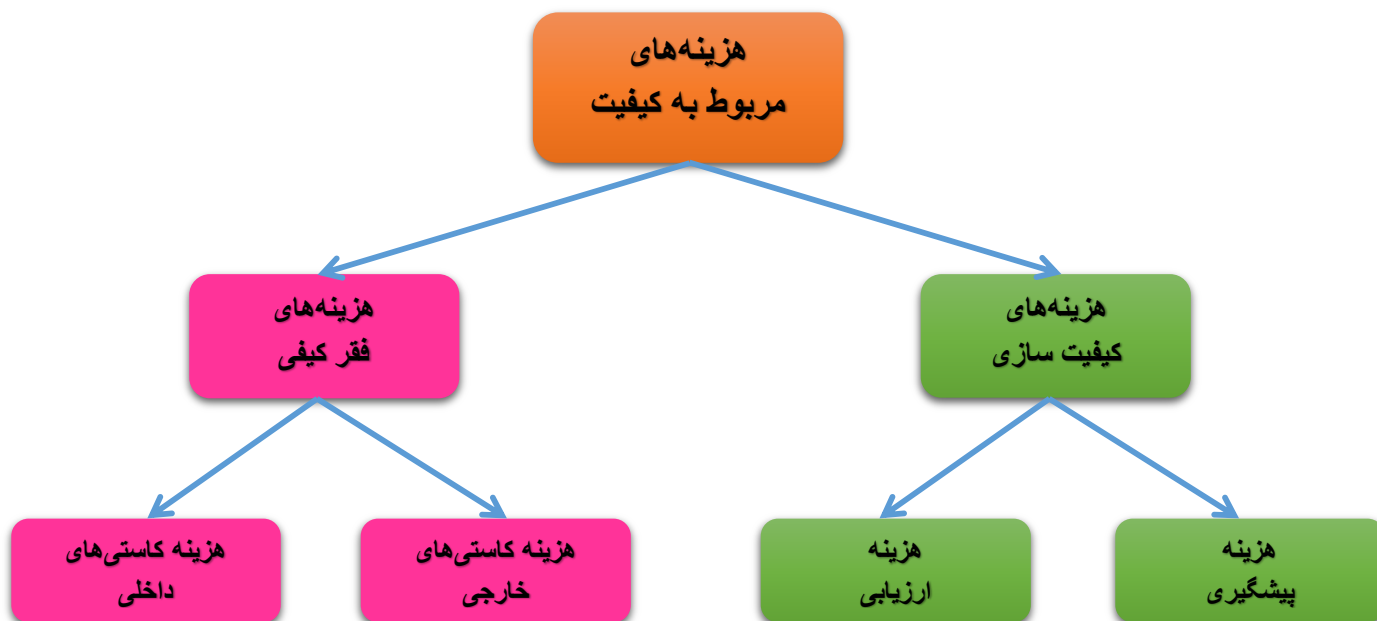 هزینه‌های
مربوط به کیفیت
هزینه‌های
کیفیت سازی
هزینه‌های
فقر کیفی
هزینه
پیشگیری
هزینه
ارزیابی
هزینه کاستی‌های
خارجی
هزینه کاستی‌های
داخلی